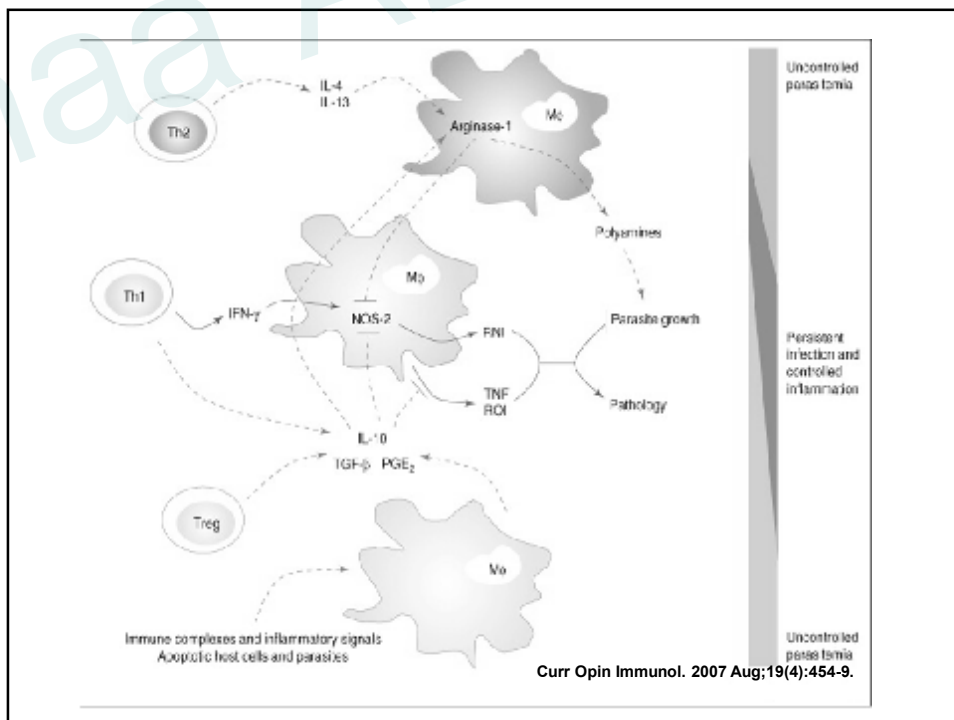 naa A
Uncontrolled
parasitemia
IL-4
IL-13
Th2
Arginase-1
Mφ
Polyamines
Mφ
Th1
IFN-γ
NOS-2
RNI
Parasite growth
Persistent
infection and
controlled
inflammation
TNF
ROI
Pathology
IL-10
TGF-β PGE₂
Treg
Mφ
Immune complexes and inflammatory signals
Apoptotic host cells and parasites
Uncontrolled
parasitemia
Curr Opin Immunol. 2007 Aug;19(4):454-9.